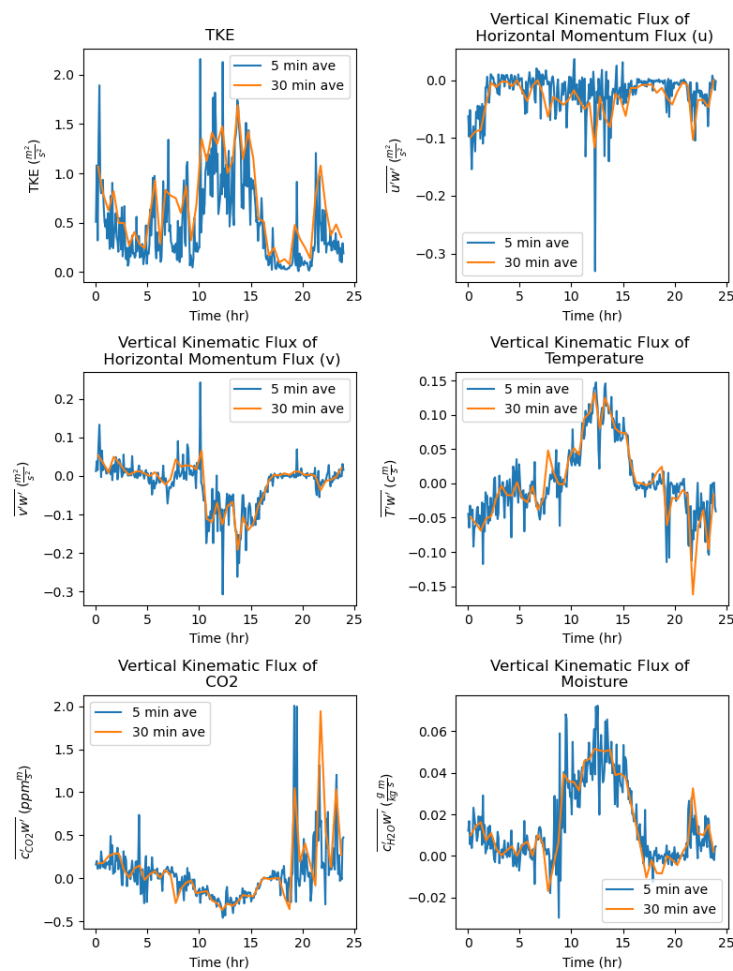 TKE
5 min ave
30 min ave
2.0
1.5
1.0
0.5
0.0
TKE (m²/s²)
0 5 10 15 20 25
Time (hr)
Vertical Kinematic Flux of
Horizontal Momentum Flux (u)
0.0
−0.1
−0.2
−0.3
u'w' (m²/s²)
5 min ave
30 min ave
0 5 10 15 20 25
Time (hr)
Vertical Kinematic Flux of
Horizontal Momentum Flux (v)
5 min ave
30 min ave
0.2
0.1
0.0
−0.1
−0.2
−0.3
v'w' (m²/s²)
0 5 10 15 20 25
Time (hr)
Vertical Kinematic Flux of
Temperature
5 min ave
30 min ave
0.15
0.10
0.05
0.00
−0.05
−0.10
−0.15
T'w' (c m/s)
0 5 10 15 20 25
Time (hr)
Vertical Kinematic Flux of
CO2
5 min ave
30 min ave
2.0
1.5
1.0
0.5
0.0
−0.5
c'CO2w' (ppm m/s)
0 5 10 15 20 25
Time (hr)
Vertical Kinematic Flux of
Moisture
0.06
0.04
0.02
0.00
−0.02
c'H2Ow' (g/kg m/s)
5 min ave
30 min ave
0 5 10 15 20 25
Time (hr)